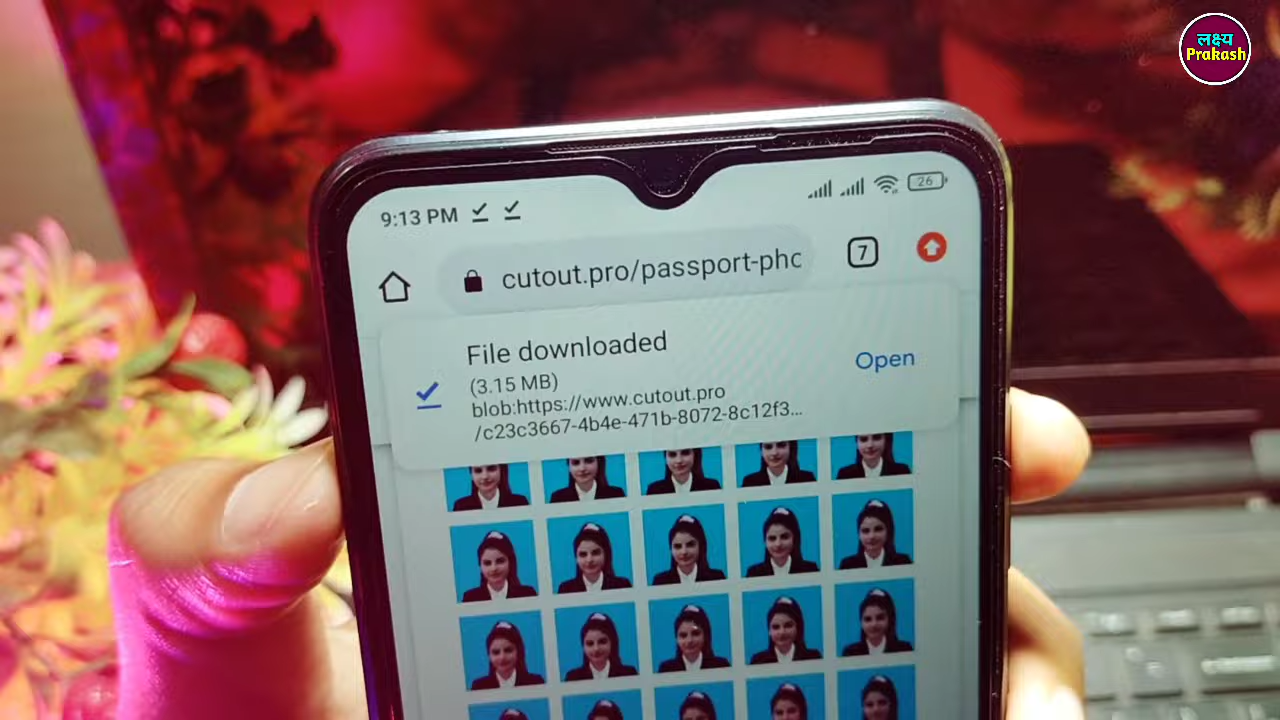 लक्ष्य
Prakash
9:13 PM
26
cutout.pro/passport-pho
7
File downloaded
(3.15 MB)
Open
blob:https://www.cutout.pro
/c23c3667-4b4e-471b-8072-8c12f3...